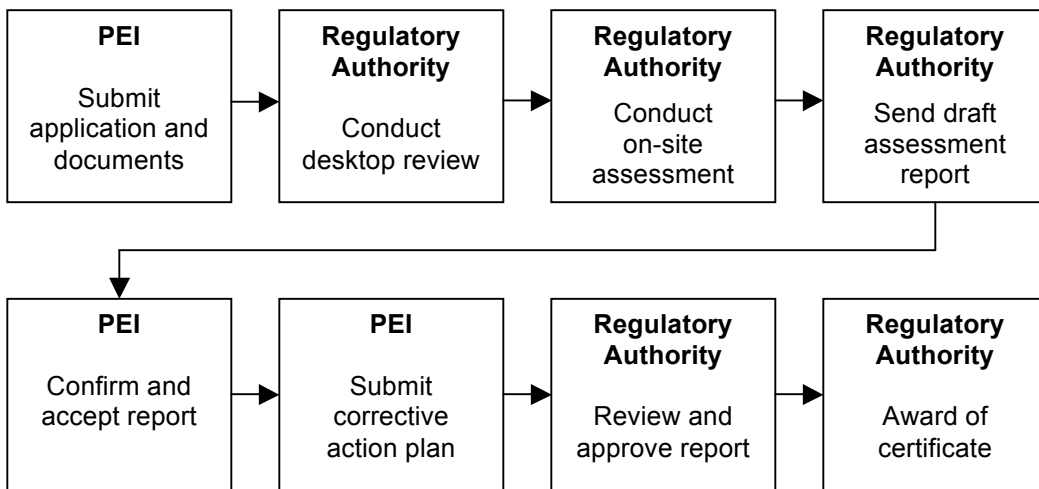 PEI
Submit
application and
documents
Regulatory
Authority
Conduct
desktop review
Regulatory
Authority
Conduct
on-site
assessment
Regulatory
Authority
Send draft
assessment
report
PEI
Confirm and
accept report
PEI
Submit
corrective
action plan
Regulatory
Authority
Review and
approve report
Regulatory
Authority
Award of
certificate